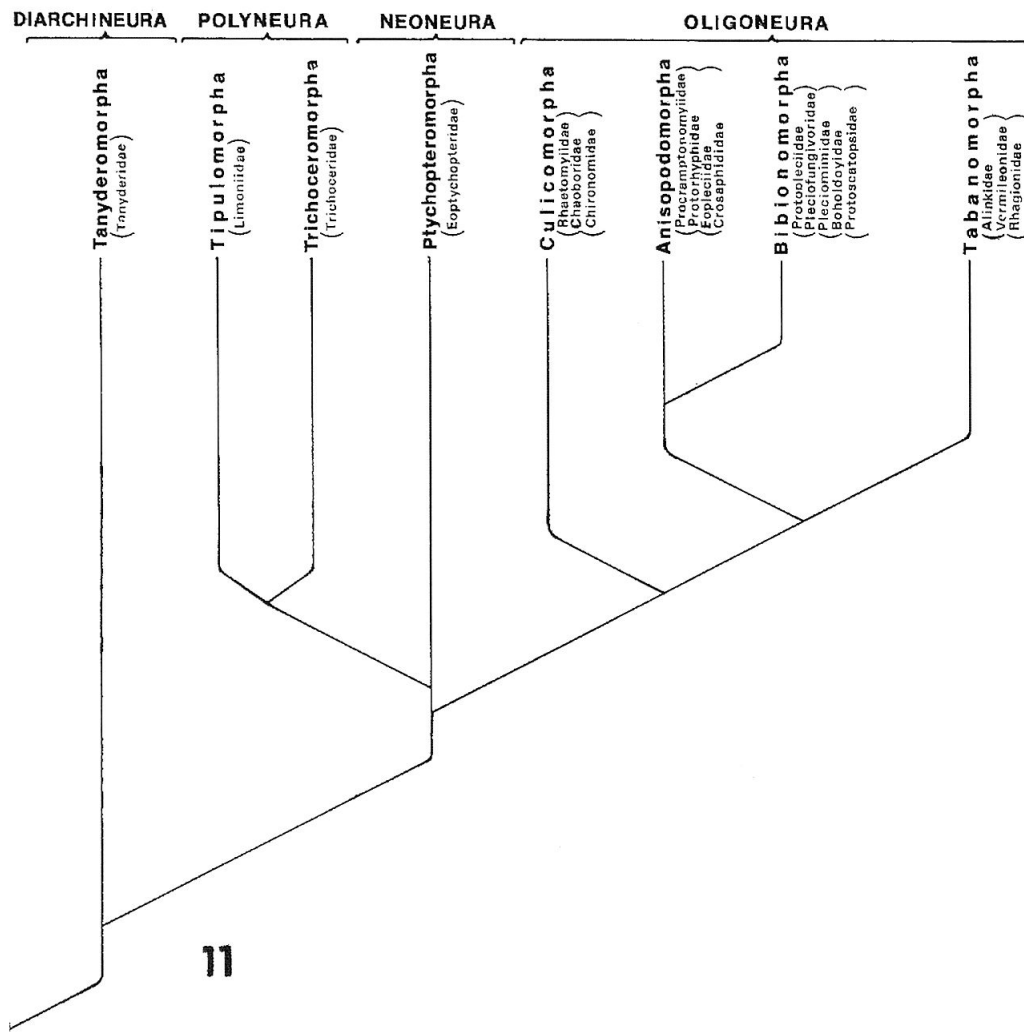 DIARCHINEURA POLYNEURA NEONEURA OLIGONEURA
Tanyderomorpha
(Tanyderidae)
Tipulomorpha
(Limoniidae)
Trichoceromorpha
(Trichoceridae)
Ptychopteromorpha
(Eoptychopteridae)
Culicomorpha
(Rhaetomyiidae)
(Chaoboridae)
(Chironomidae)
Anisopodomorpha
(Procramptonomyiidae)
(Protorhyphidae)
(Eopleciidae)
(Crosaphididae)
Bibionomorpha
(Protopleciidae)
(Pleciofungivoridae)
(Pleciomimidae)
(Boholdoyidae)
(Protoscatopsidae)
Tabanomorpha
(Alinkidae)
(Vermileonidae)
(Rhagionidae)
11